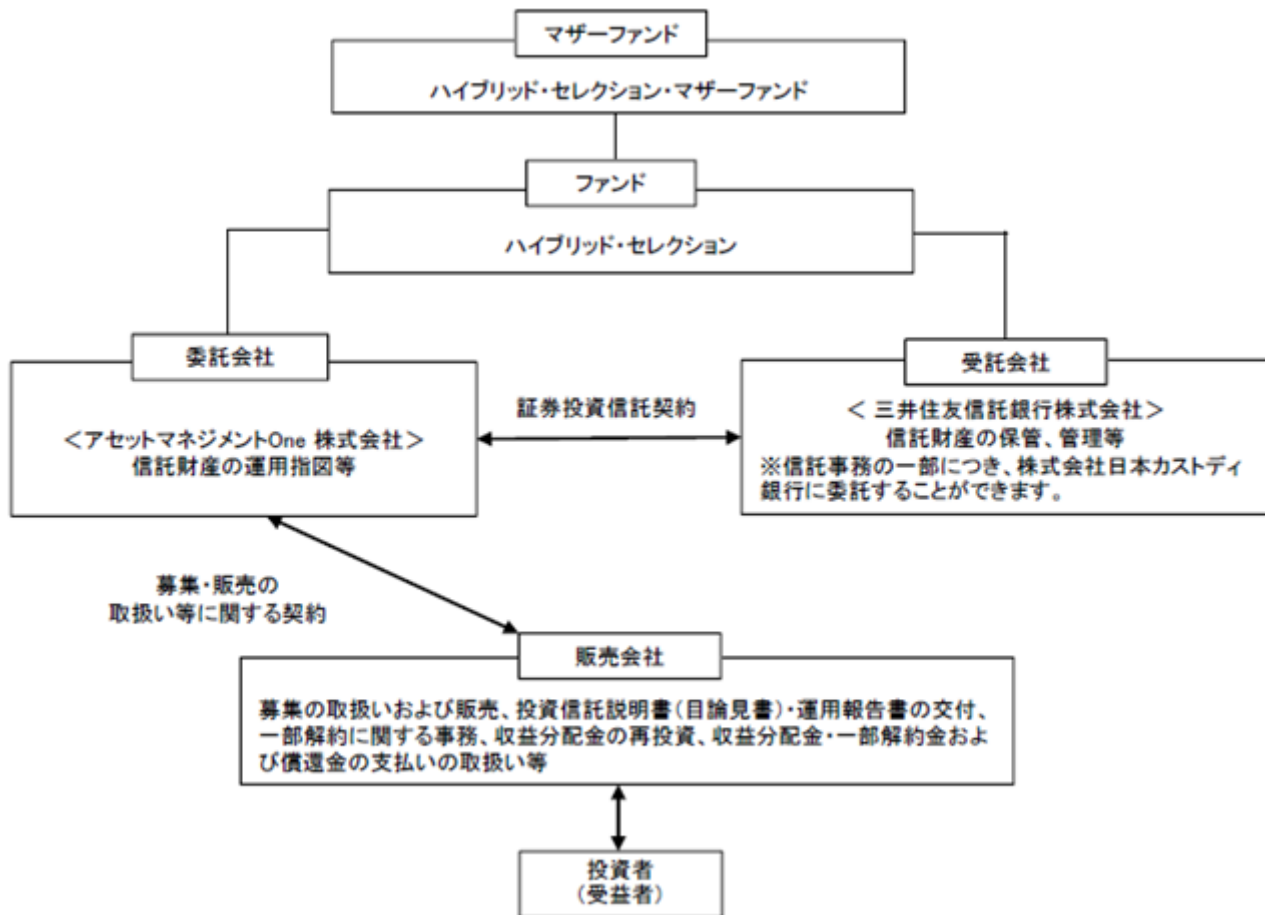 マザーファンド
ハイブリッド・セレクション・マザーファンド
ファンド
ハイブリッド・セレクション
委託会社
＜アセットマネジメントOne 株式会社＞
信託財産の運用指図等
証券投資信託契約
受託会社
＜ 三井住友信託銀行株式会社＞
信託財産の保管、管理等
※信託事務の一部につき、株式会社日本カストディ
銀行に委託することができます。
募集・販売の
取扱い等に関する契約
販売会社
募集の取扱いおよび販売、投資信託説明書（目論見書）・運用報告書の交付、
一部解約に関する事務、収益分配金の再投資、収益分配金・一部解約金およ
び償還金の支払いの取扱い等
投資者
（受益者）